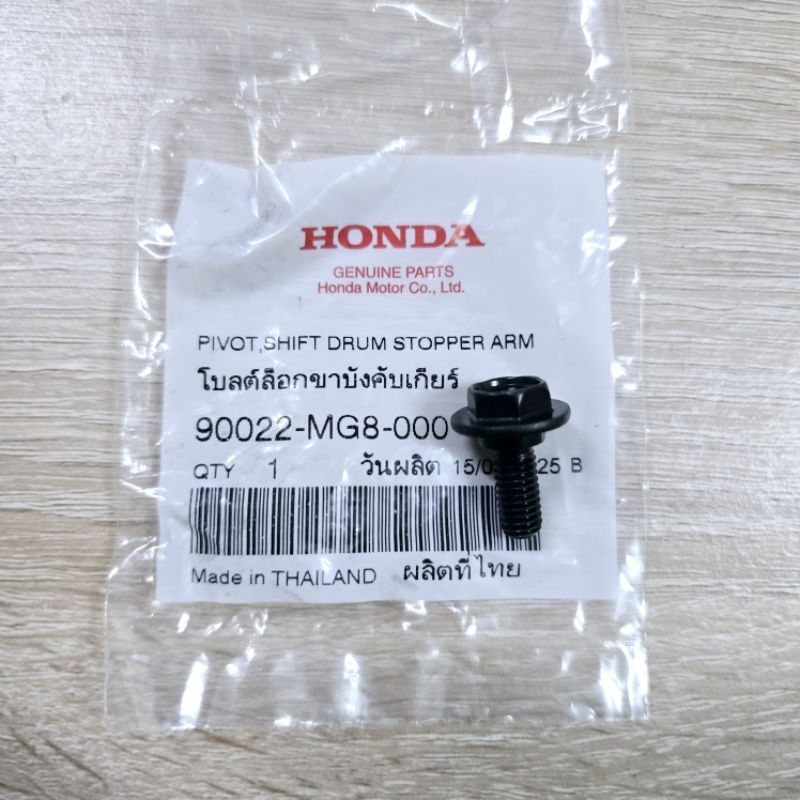 HONDA
GENUINE PARTS
Honda Motor Co., Ltd.
PIVOT,SHIFT DRUM STOPPER ARM
โบลต์ล็อกขาบังคับเกียร์
90022-MG8-000
QTY 1 วันผลิต 25 B
Made in THAILAND ผลิตที่ไทย